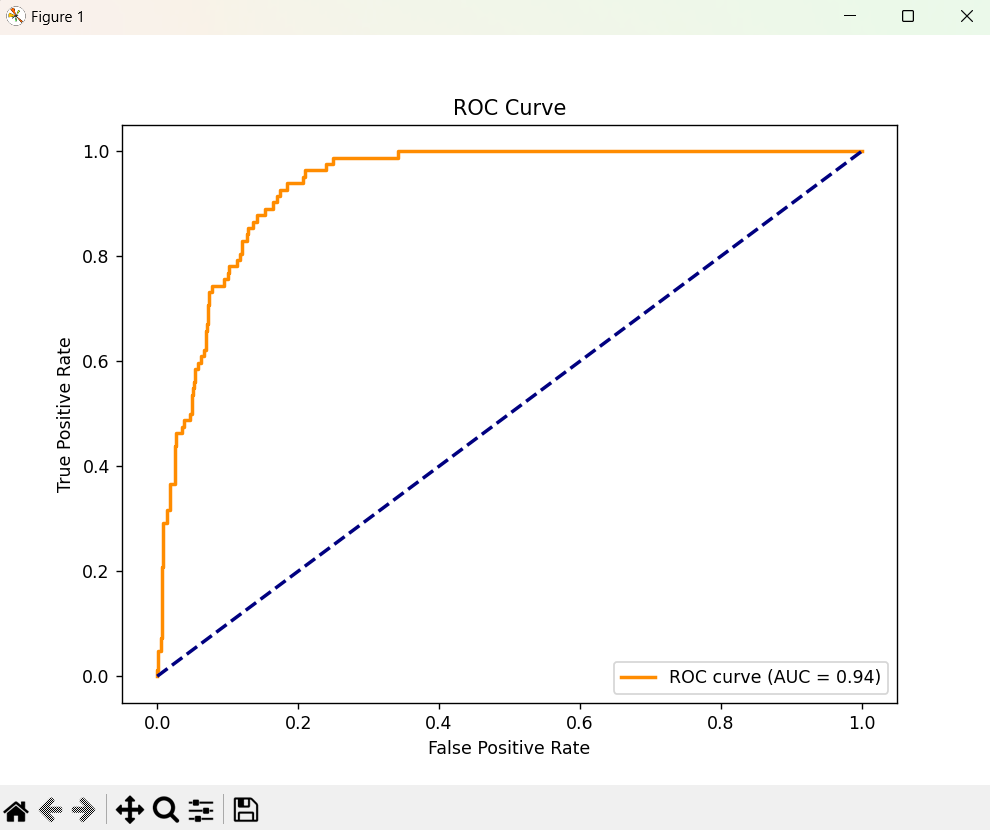 Figure 1
ROC Curve
1.0
0.8
0.6
0.4
0.2
0.0
True Positive Rate
ROC curve (AUC = 0.94)
0.0 0.2 0.4 0.6 0.8 1.0
False Positive Rate